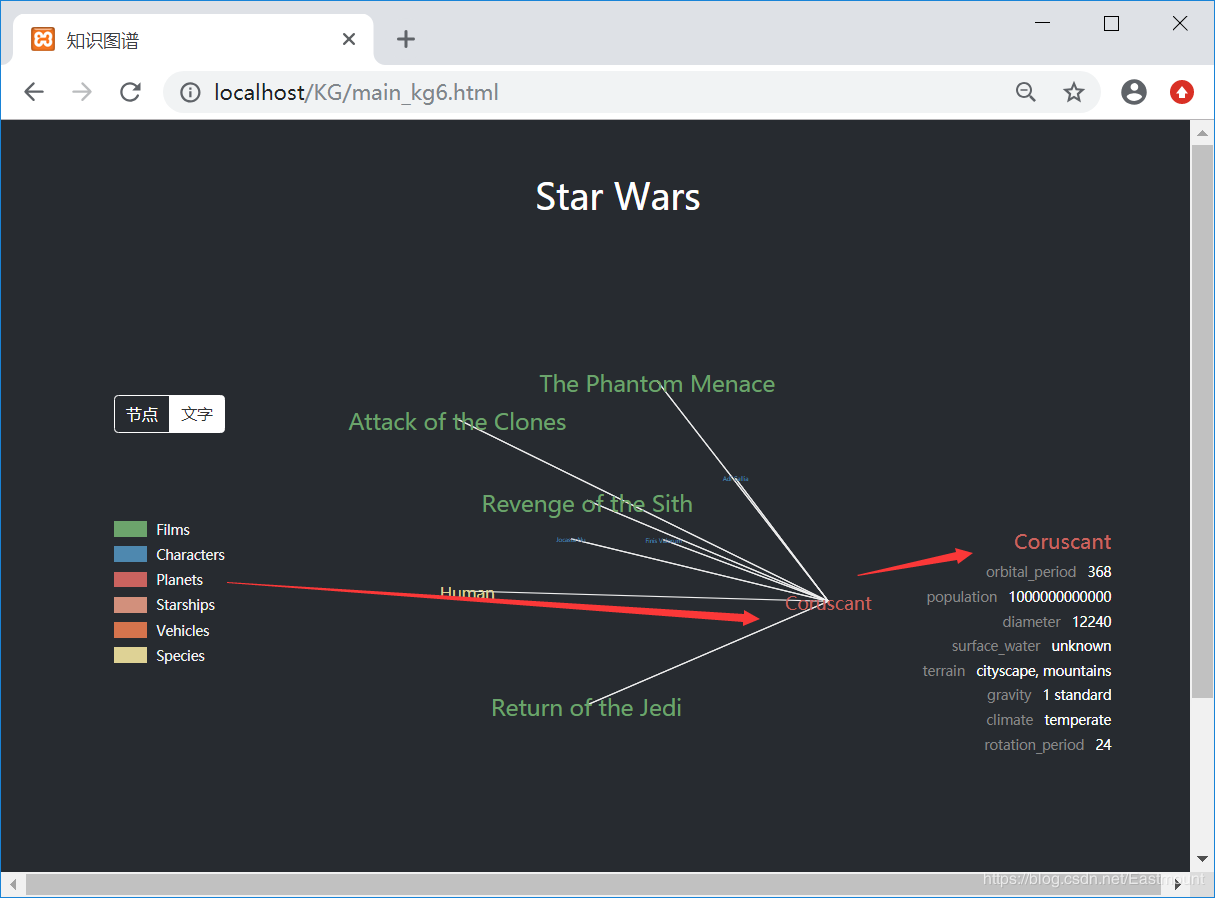 知识图谱
localhost/KG/main_kg6.html
Star Wars
The Phantom Menace
节点 文字
Attack of the Clones
Revenge of the Sith
Films
Characters
Planets
Starships
Vehicles
Species
Human
Coruscant
Return of the Jedi
Coruscant
orbital_period 368
population 1000000000000
diameter 12240
surface_water unknown
terrain cityscape, mountains
gravity 1 standard
climate temperate
rotation_period 24
https://blog.csdn.net/Eastmount